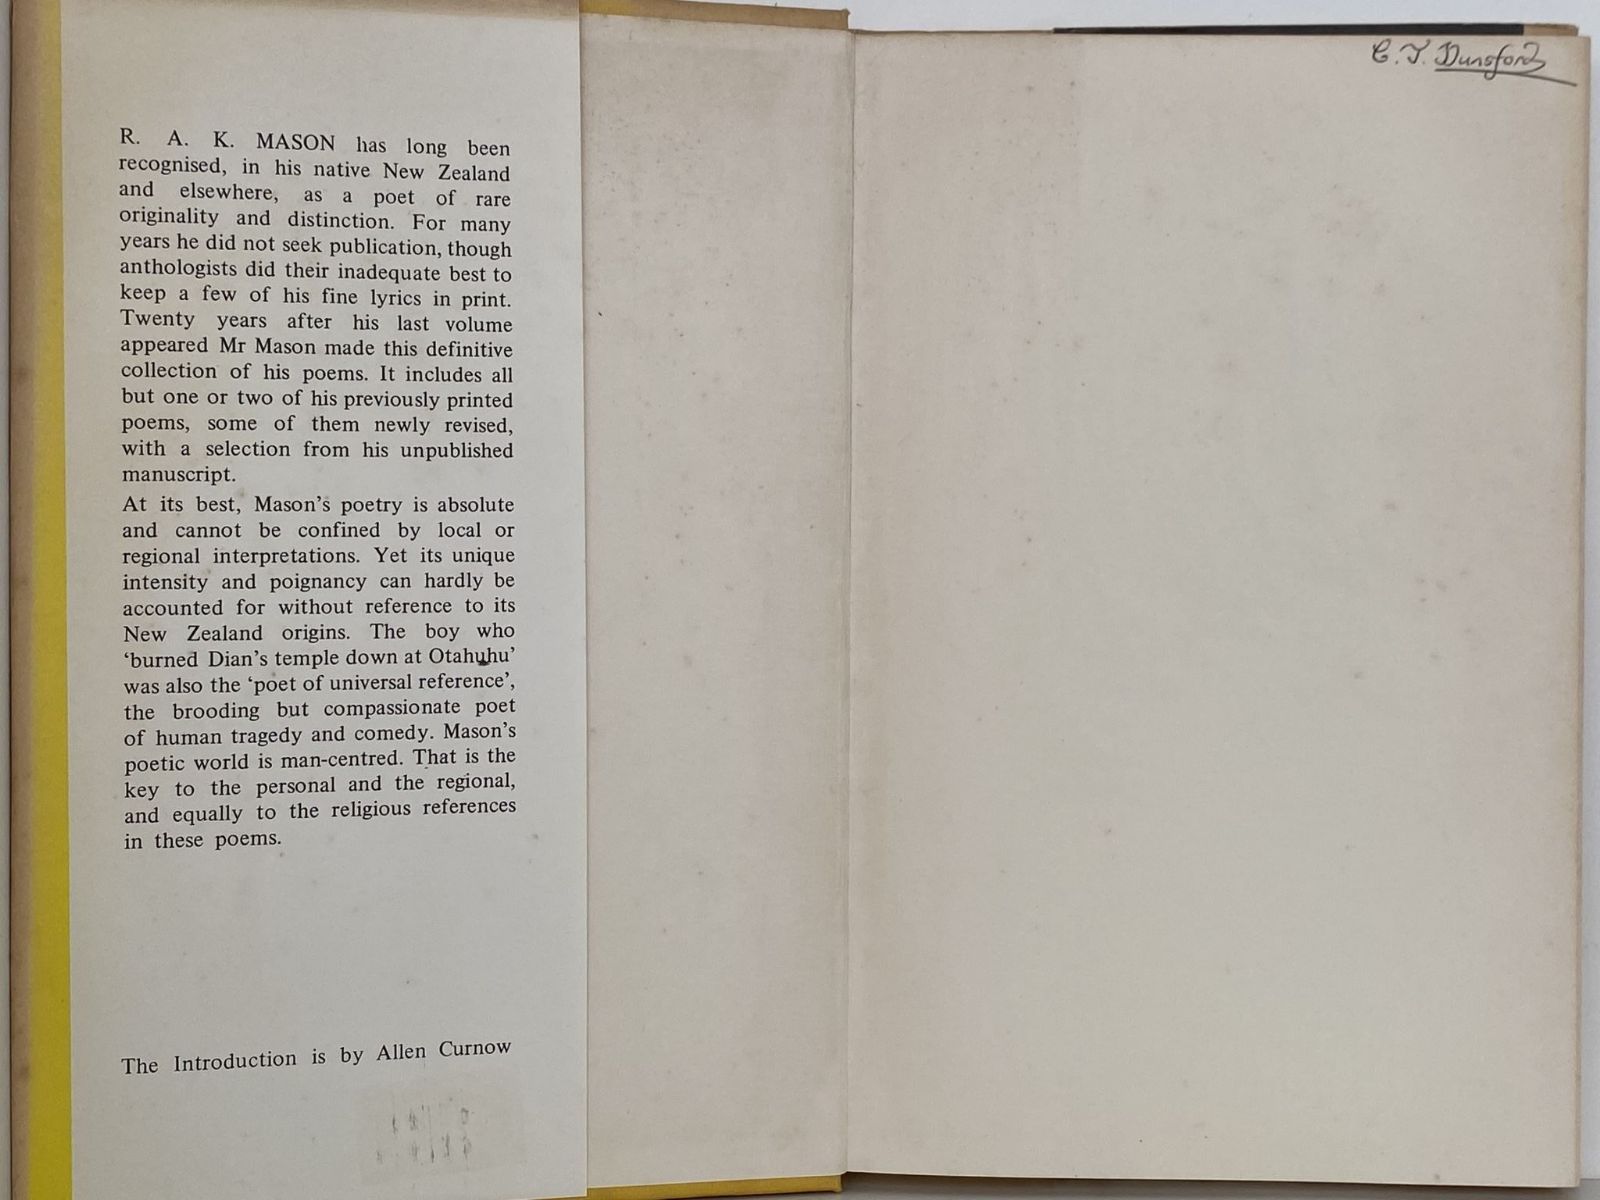 R. A. K. MASON has long been
recognised, in his native New Zealand
and elsewhere, as a poet of rare
originality and distinction. For many
years he did not seek publication, though
anthologists did their inadequate best to
keep a few of his fine lyrics in print.
Twenty years after his last volume
appeared Mr Mason made this definitive
collection of his poems. It includes all
but one or two of his previously printed
poems, some of them newly revised,
with a selection from his unpublished
manuscript.
At its best, Mason’s poetry is absolute
and cannot be confined by local or
regional interpretations. Yet its unique
intensity and poignancy can hardly be
accounted for without reference to its
New Zealand origins. The boy who
‘burned Dian’s temple down at Otahuhu’
was also the ‘poet of universal reference’,
the brooding but compassionate poet
of human tragedy and comedy. Mason’s
poetic world is man-centred. That is the
key to the personal and the regional,
and equally to the religious references
in these poems.
The Introduction is by Allen Curnow
C. J. Dunsford